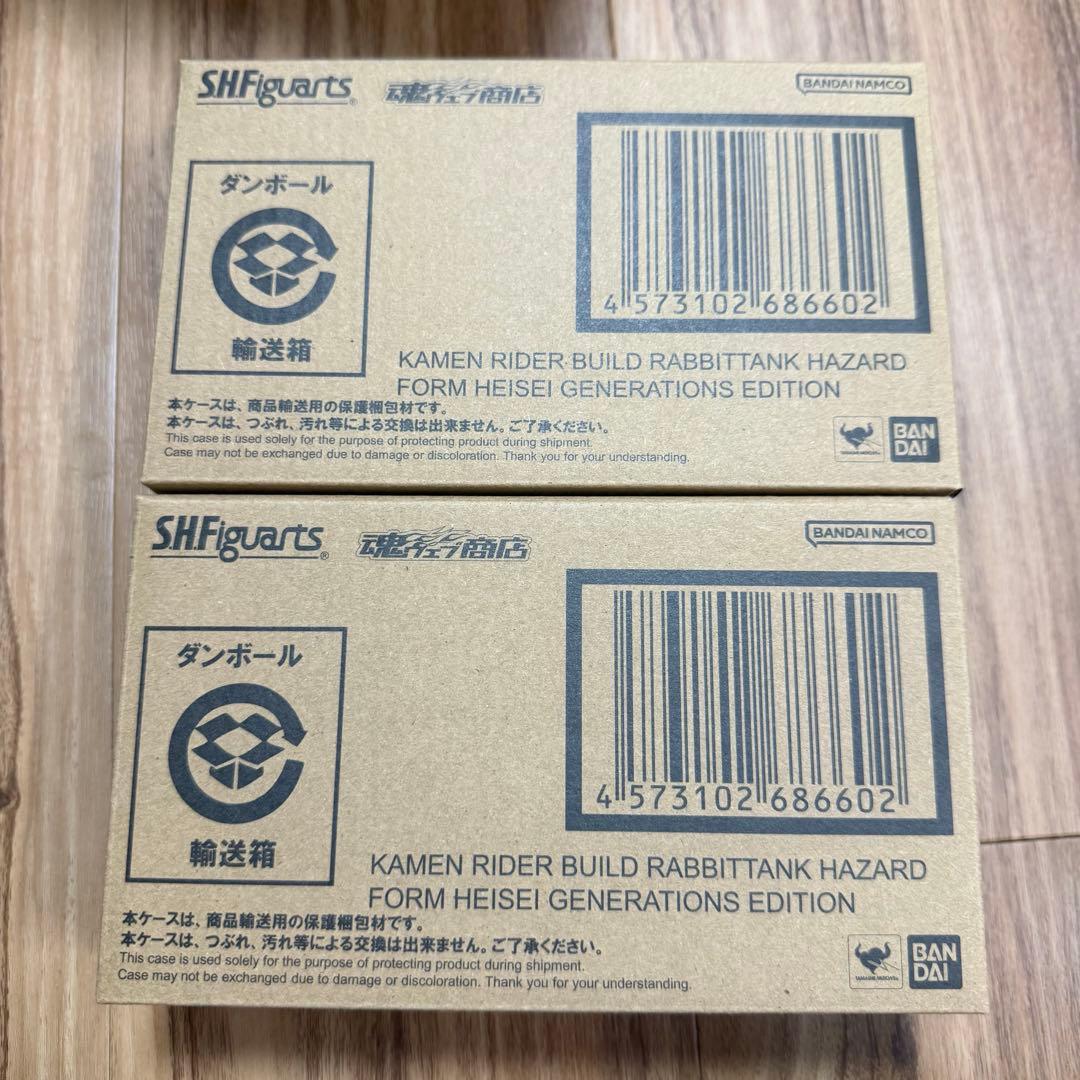 S.H.Figuarts®
魂ウェブ商店
BANDAI NAMCO
ダンボール
輸送箱
4 573102 686602
KAMEN RIDER BUILD RABBITTANK HAZARD
FORM HEISEI GENERATIONS EDITION
本ケースは、商品輸送用の保護梱包材です。
本ケースは、つぶれ、汚れ等による交換は出来ません。ご了承ください。
This case is used solely for the purpose of protecting product during shipment.
Case may not be exchanged due to damage or discoloration. Thank you for your understanding.
TAMASHII NATIONS
BAN
DAI
S.H.Figuarts®
魂ウェブ商店
BANDAI NAMCO
ダンボール
輸送箱
4 573102 686602
KAMEN RIDER BUILD RABBITTANK HAZARD
FORM HEISEI GENERATIONS EDITION
本ケースは、商品輸送用の保護梱包材です。
本ケースは、つぶれ、汚れ等による交換は出来ません。ご了承ください。
This case is used solely for the purpose of protecting product during shipment.
Case may not be exchanged due to damage or discoloration. Thank you for your understanding.
TAMASHII NATIONS
BAN
DAI